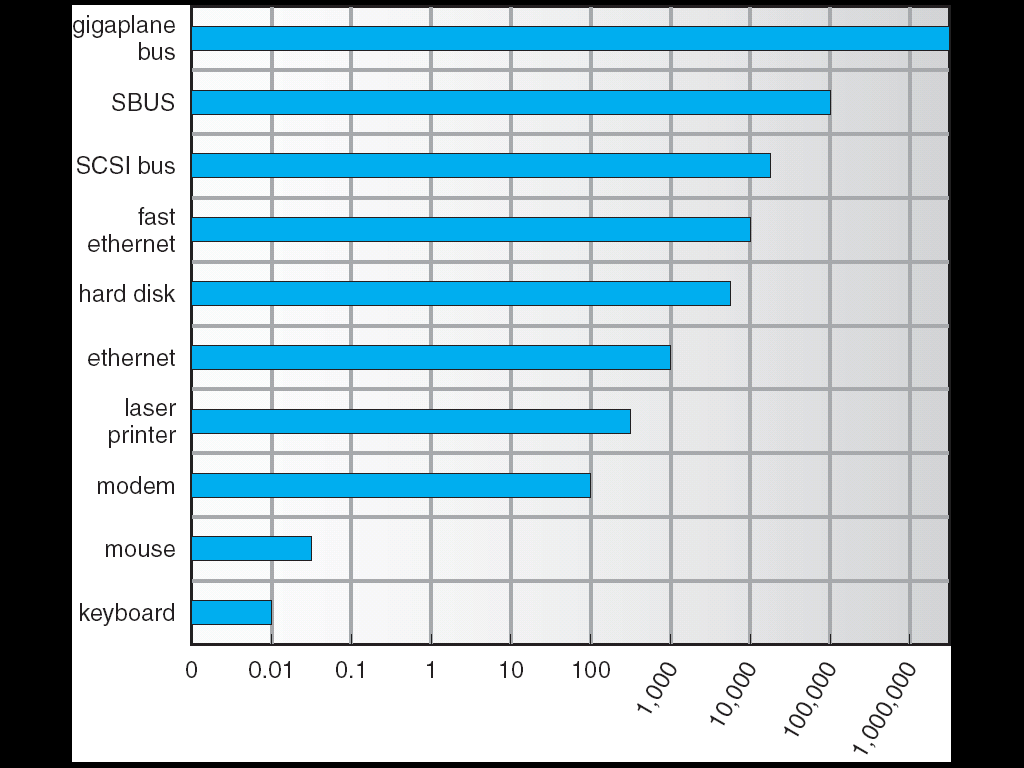 gigaplane
bus
SBUS
SCSI bus
fast
ethernet
hard disk
ethernet
laser
printer
modem
mouse
keyboard
0 0.01 0.1 1 10 100 1,000 10,000 100,000 1,000,000